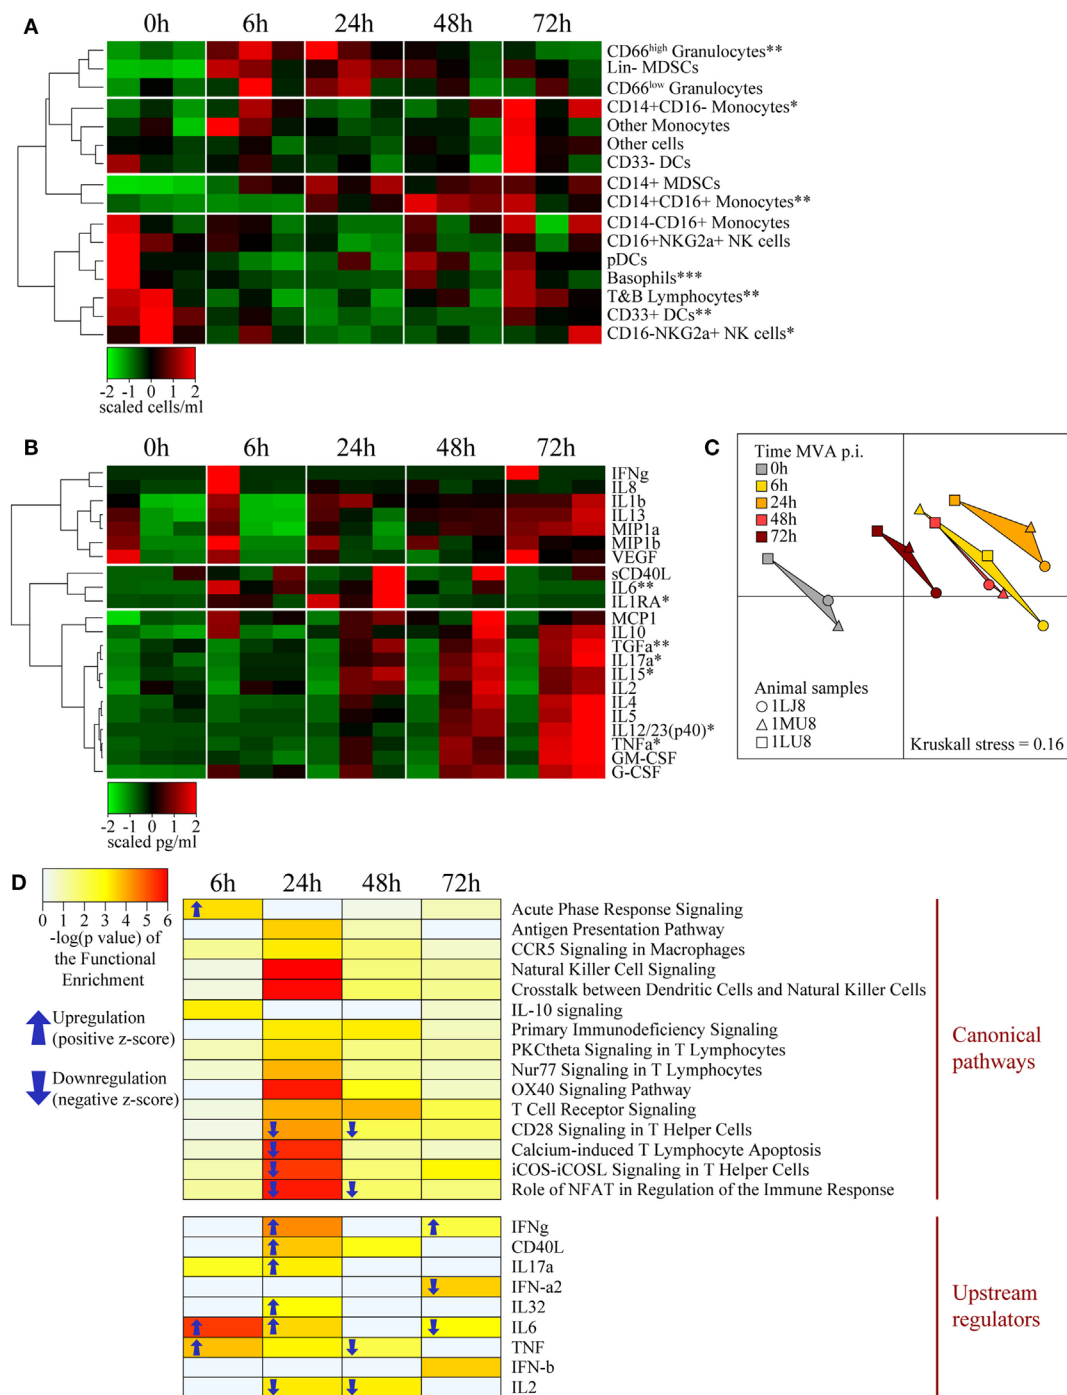 A
0h 6h 24h 48h 72h
CD66high Granulocytes**
Lin- MDSCs
CD66low Granulocytes
CD14+CD16- Monocytes*
Other Monocytes
Other cells
CD33- DCs
CD14+ MDSCs
CD14+CD16+ Monocytes**
CD14-CD16+ Monocytes
CD16+NKG2a+ NK cells
pDCs
Basophils***
T&B Lymphocytes**
CD33+ DCs**
CD16-NKG2a+ NK cells*
-2 -1 0 1 2
scaled cells/ml
B
0h 6h 24h 48h 72h
IFNg
IL8
IL1b
IL13
MIP1a
MIP1b
VEGF
sCD40L
IL6**
IL1RA*
MCP1
IL10
TGFa**
IL17a*
IL15*
IL2
IL4
IL5
IL12/23(p40)*
TNFa*
GM-CSF
G-CSF
-2 -1 0 1 2
scaled pg/ml
C
Time MVA p.i.
0h
6h
24h
48h
72h
Animal samples
1LJ8
1MU8
1LU8
Kruskall stress = 0.16
D
0 1 2 3 4 5 6
-log(p value) of
the Functional
Enrichment
Upregulation
(positive z-score)
Downregulation
(negative z-score)
6h 24h 48h 72h
Acute Phase Response Signaling
Antigen Presentation Pathway
CCR5 Signaling in Macrophages
Natural Killer Cell Signaling
Crosstalk between Dendritic Cells and Natural Killer Cells
IL-10 signaling
Primary Immunodeficiency Signaling
PKCtheta Signaling in T Lymphocytes
Nur77 Signaling in T Lymphocytes
OX40 Signaling Pathway
T Cell Receptor Signaling
CD28 Signaling in T Helper Cells
Calcium-induced T Lymphocyte Apoptosis
iCOS-iCOSL Signaling in T Helper Cells
Role of NFAT in Regulation of the Immune Response
Canonical
pathways
IFNg
CD40L
IL17a
IFN-a2
IL32
IL6
TNF
IFN-b
IL2
Upstream
regulators